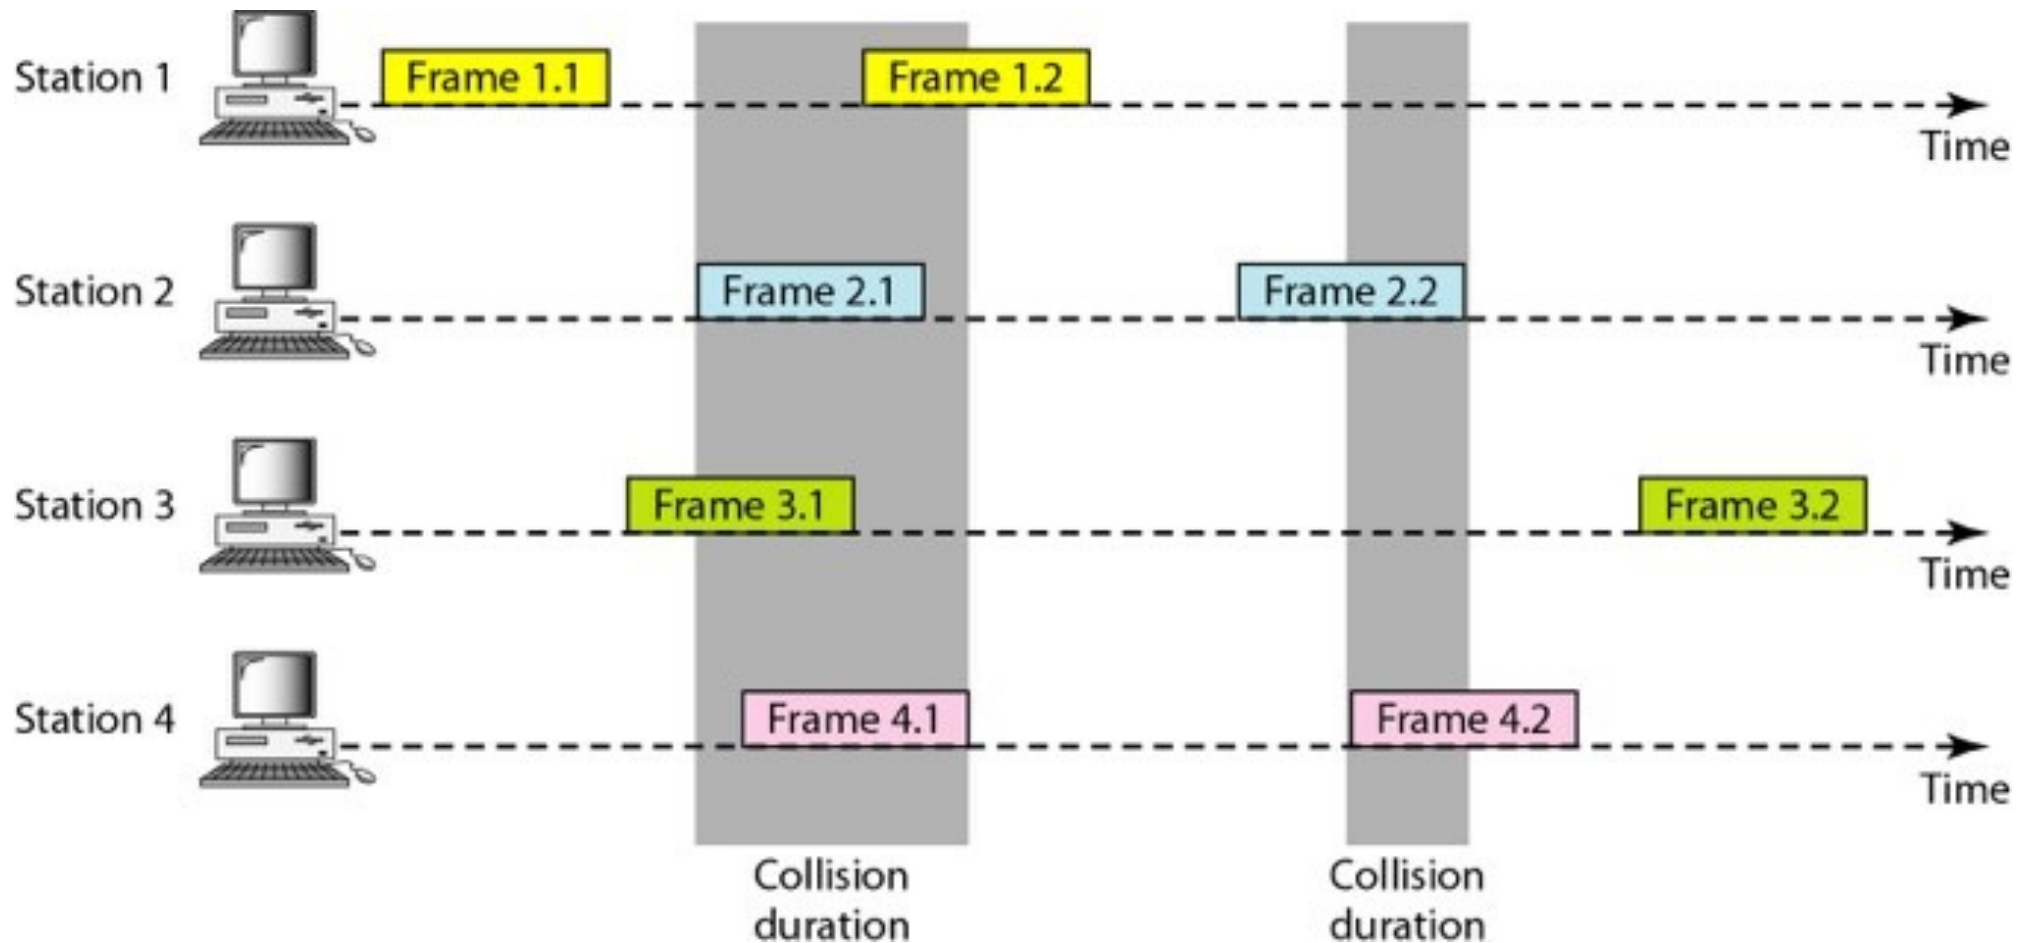 Station 1
Frame 1.1
Frame 1.2
Time
Station 2
Frame 2.1
Frame 2.2
Time
Station 3
Frame 3.1
Frame 3.2
Time
Station 4
Frame 4.1
Frame 4.2
Time
Collision
duration
Collision
duration